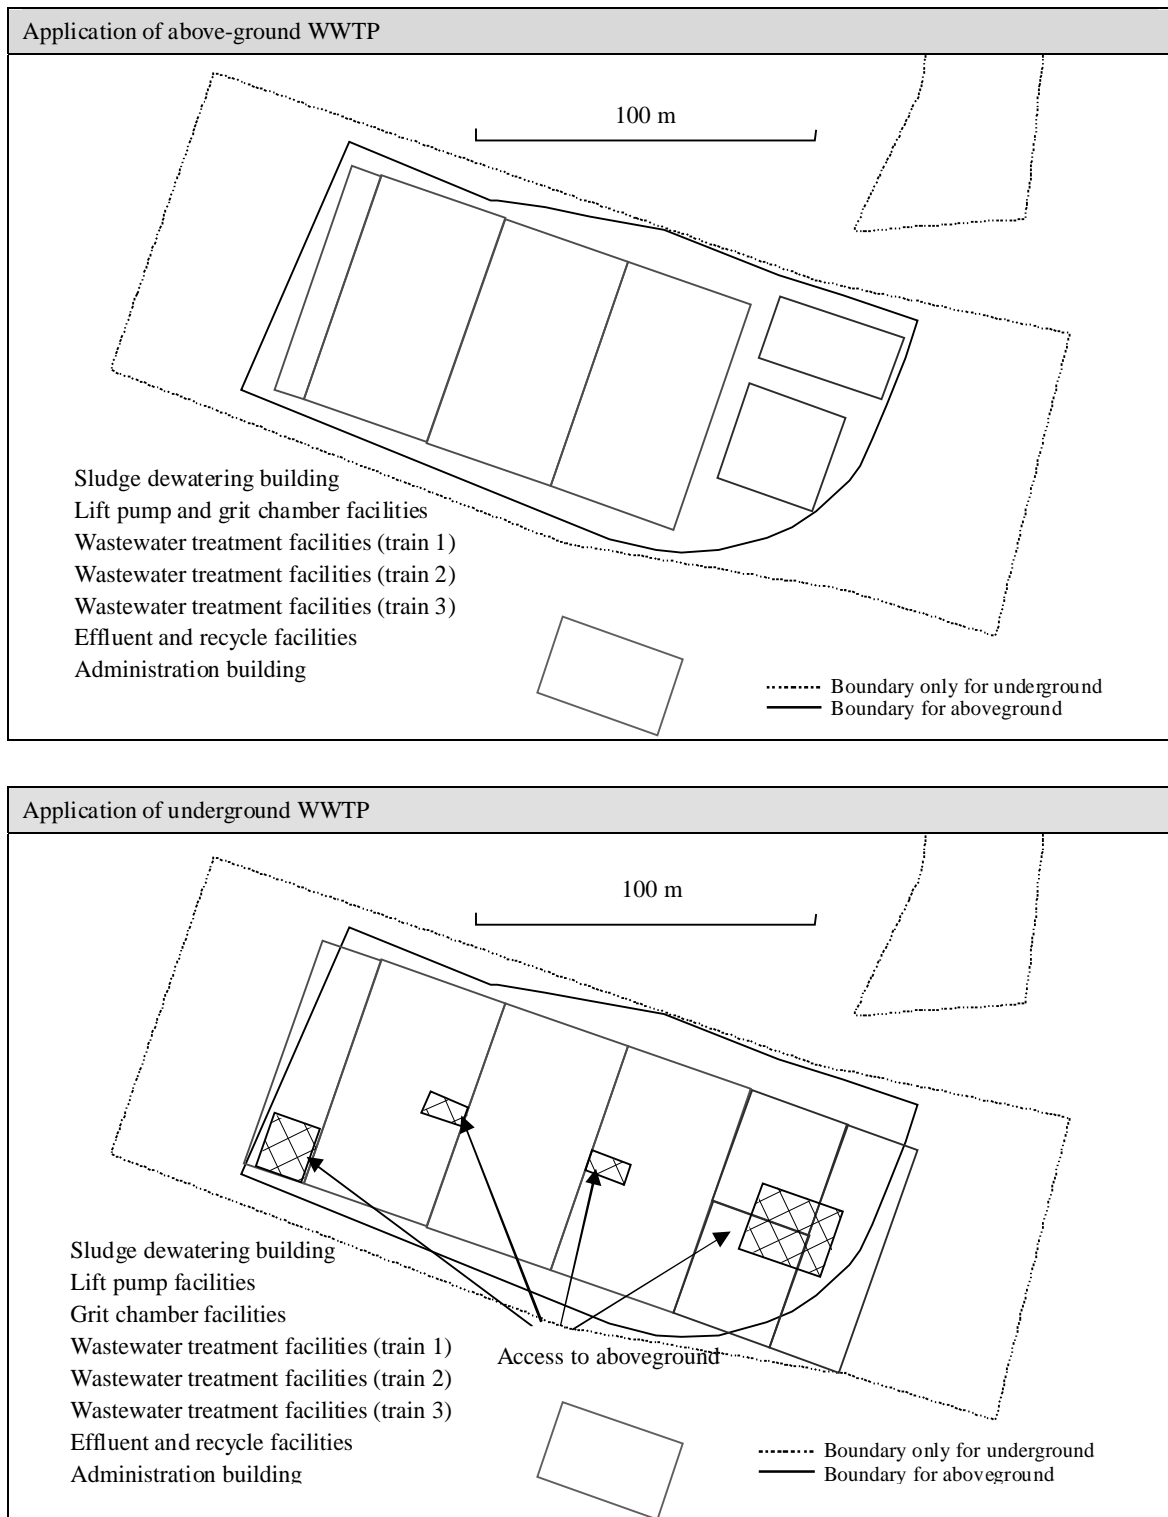 Application of above-ground WWTP
100 m
Sludge dewatering building
Lift pump and grit chamber facilities
Wastewater treatment facilities (train 1)
Wastewater treatment facilities (train 2)
Wastewater treatment facilities (train 3)
Effluent and recycle facilities
Administration building
Boundary only for underground
Boundary for aboveground
Application of underground WWTP
100 m
Sludge dewatering building
Lift pump facilities
Grit chamber facilities
Wastewater treatment facilities (train 1)
Wastewater treatment facilities (train 2)
Wastewater treatment facilities (train 3)
Effluent and recycle facilities
Administration building
Access to aboveground
Boundary only for underground
Boundary for aboveground